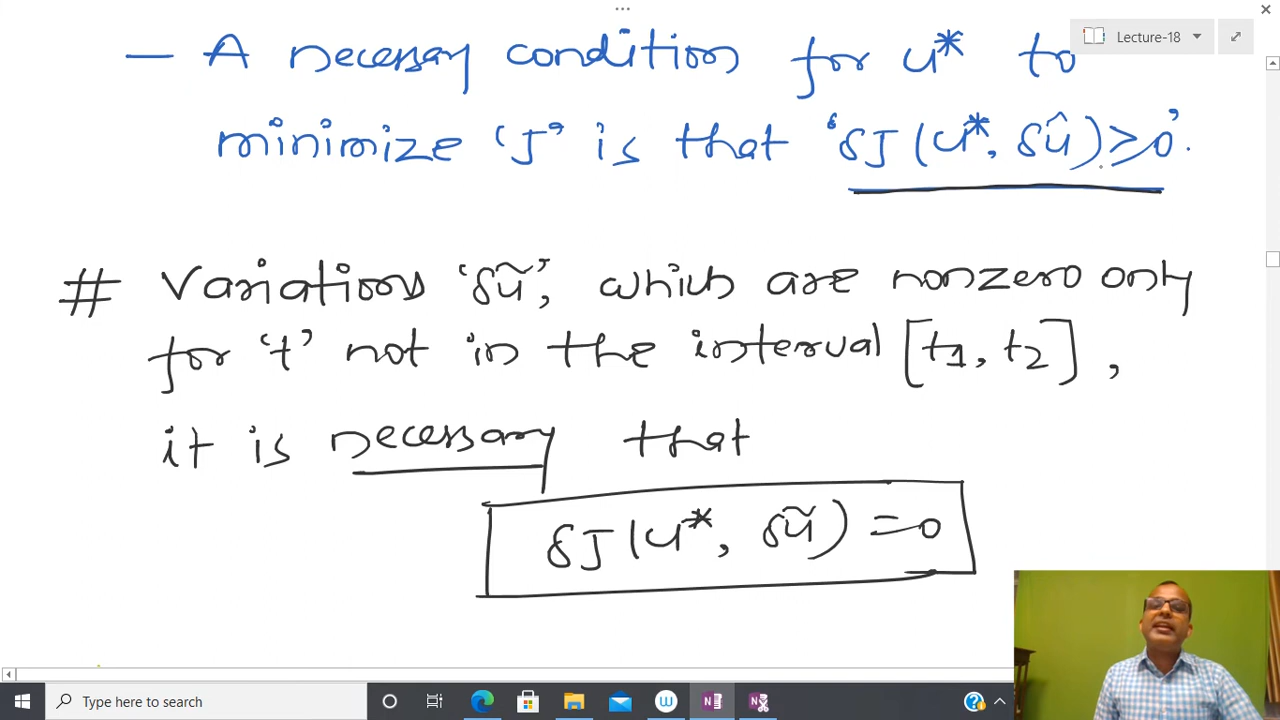 Lecture-18
— A necessary condition for u* to
minimize 'J' is that 'δJ(u*, δû)≥0'.
# Variations 'δũ', which are nonzero only
for 't' not in the interval [t1, t2],
it is necessary that
δJ(u*, δũ) =0
Type here to search